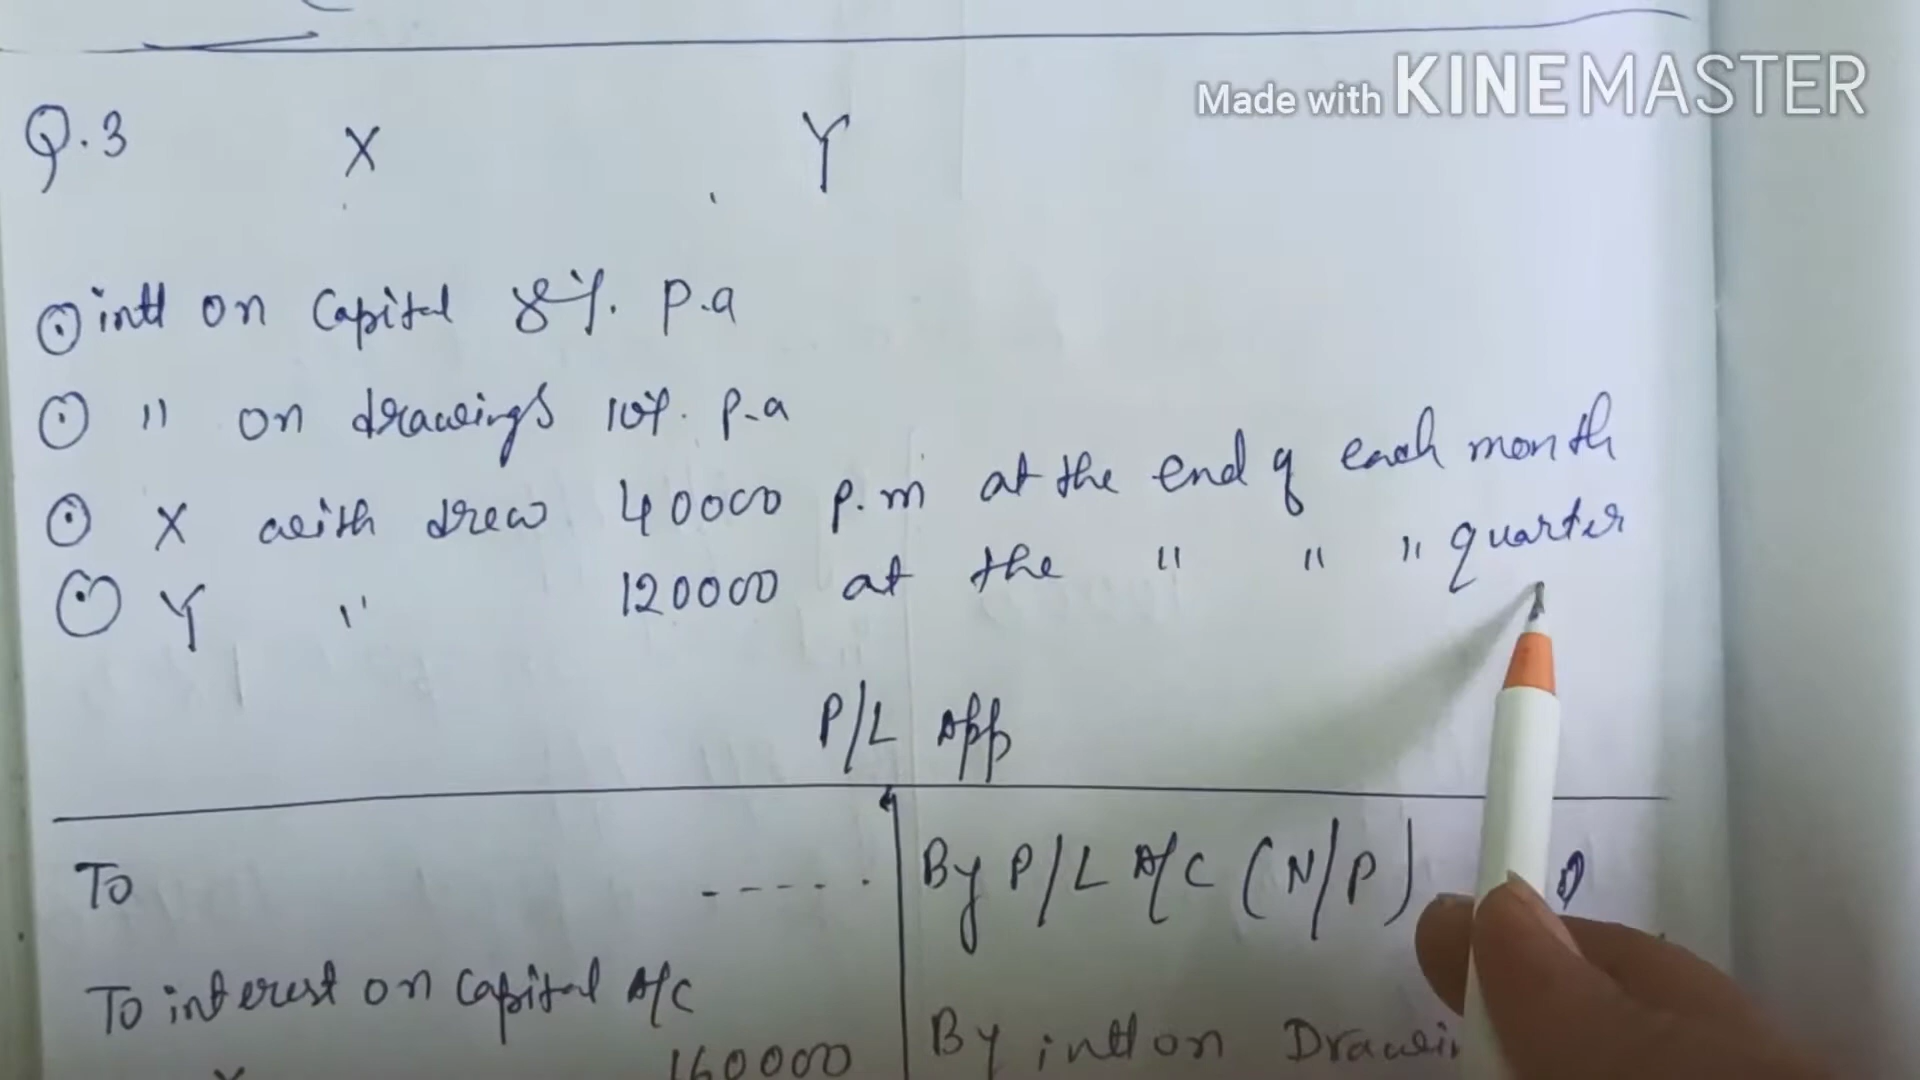 Made with KINEMASTER
Q.3 X Y
intt on Capital 8%. P.a
" on drawings 10%. P.a
X with drew 40000 p.m at the end of each month
Y " 120000 at the " " " quarter
P/L App
To ----- By P/L A/C (N/P)
To interest on Capital A/C
160000 By intt on Drawi